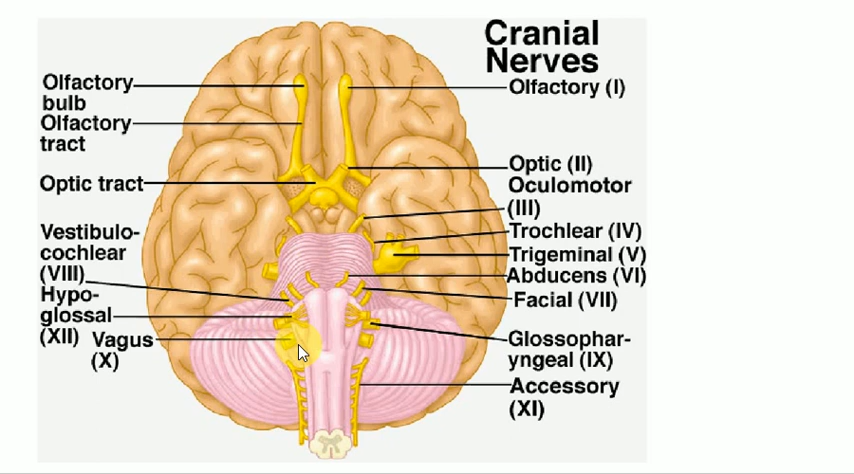 Cranial
Nerves
Olfactory
bulb
Olfactory
tract
Optic tract
Vestibulo-
cochlear
(VIII)
Hypo-
glossal
(XII)
Vagus
(X)
Olfactory (I)
Optic (II)
Oculomotor
(III)
Trochlear (IV)
Trigeminal (V)
Abducens (VI)
Facial (VII)
Glossophar-
yngeal (IX)
Accessory
(XI)